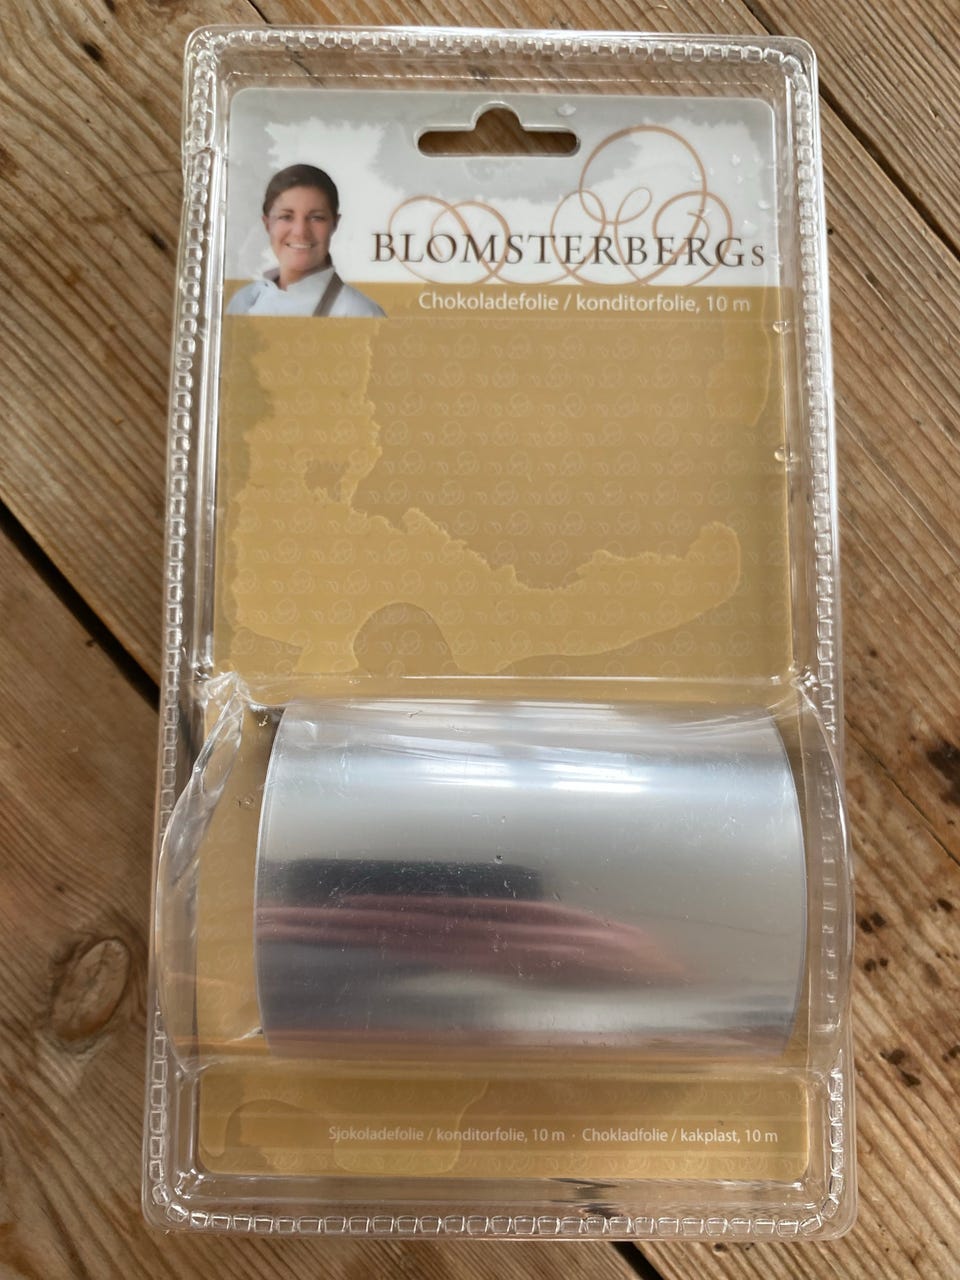 BLOMSTERBERGs
Chokoladefolie / konditorfolie, 10 m
Sjokoladefolie / konditorfolie, 10 m · Chokladfolie / kakplast, 10 m